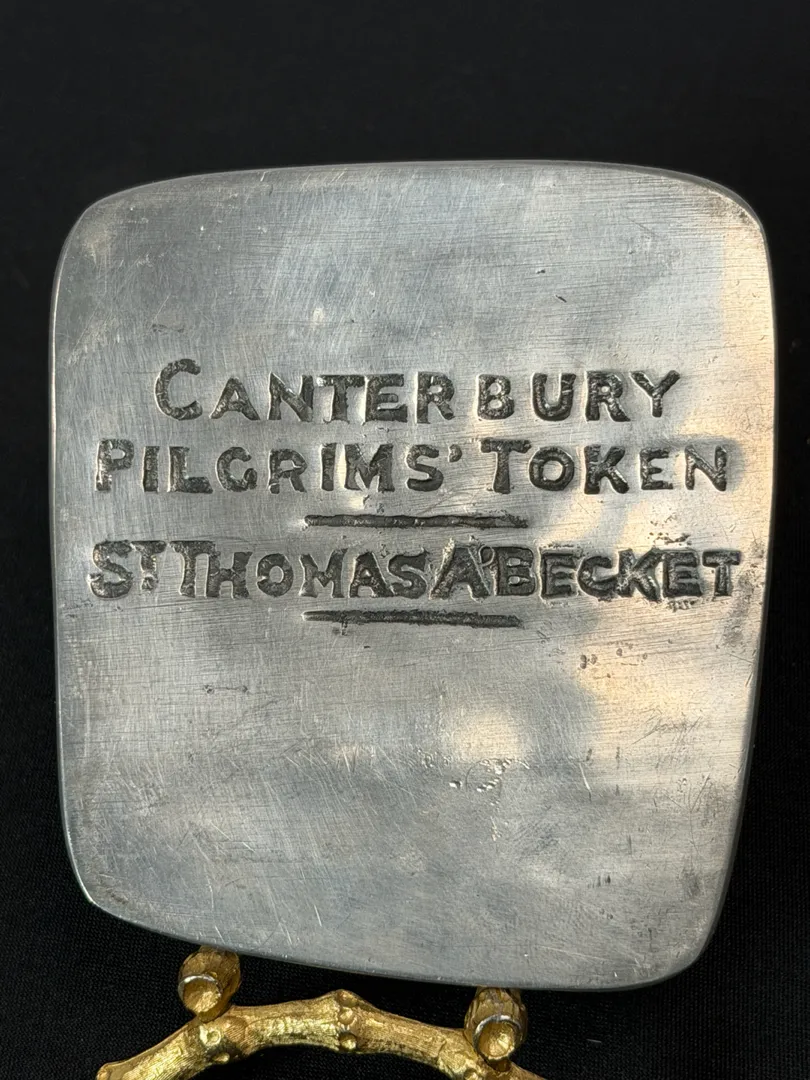 CANTERBURY
PILGRIMS' TOKEN
ST THOMAS A'BECKET